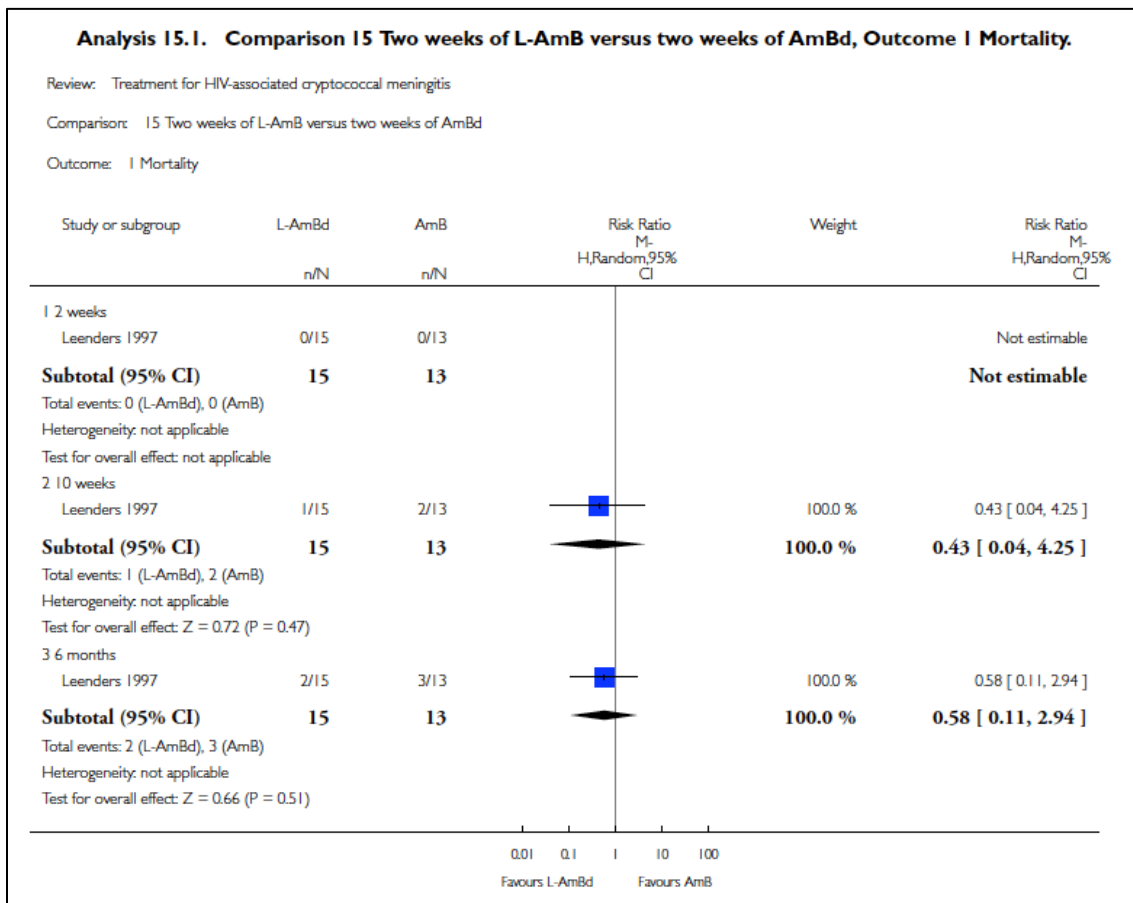 Analysis 15.1. Comparison 15 Two weeks of L-AmB versus two weeks of AmBd, Outcome 1 Mortality.
Review: Treatment for HIV-associated cryptococcal meningitis
Comparison: 15 Two weeks of L-AmB versus two weeks of AmBd
Outcome: 1 Mortality
Study or subgroup L-AmBd AmB Risk Ratio Weight Risk Ratio
M- M-
H,Random,95% H,Random,95%
n/N n/N CI CI
1 2 weeks
Leenders 1997 0/15 0/13 Not estimable
Subtotal (95% CI) 15 13 Not estimable
Total events: 0 (L-AmBd), 0 (AmB)
Heterogeneity: not applicable
Test for overall effect: not applicable
2 10 weeks
Leenders 1997 1/15 2/13 100.0 % 0.43 [ 0.04, 4.25 ]
Subtotal (95% CI) 15 13 100.0 % 0.43 [ 0.04, 4.25 ]
Total events: 1 (L-AmBd), 2 (AmB)
Heterogeneity: not applicable
Test for overall effect: Z = 0.72 (P = 0.47)
3 6 months
Leenders 1997 2/15 3/13 100.0 % 0.58 [ 0.11, 2.94 ]
Subtotal (95% CI) 15 13 100.0 % 0.58 [ 0.11, 2.94 ]
Total events: 2 (L-AmBd), 3 (AmB)
Heterogeneity: not applicable
Test for overall effect: Z = 0.66 (P = 0.51)
0.01 0.1 1 10 100
Favours L-AmBd Favours AmB